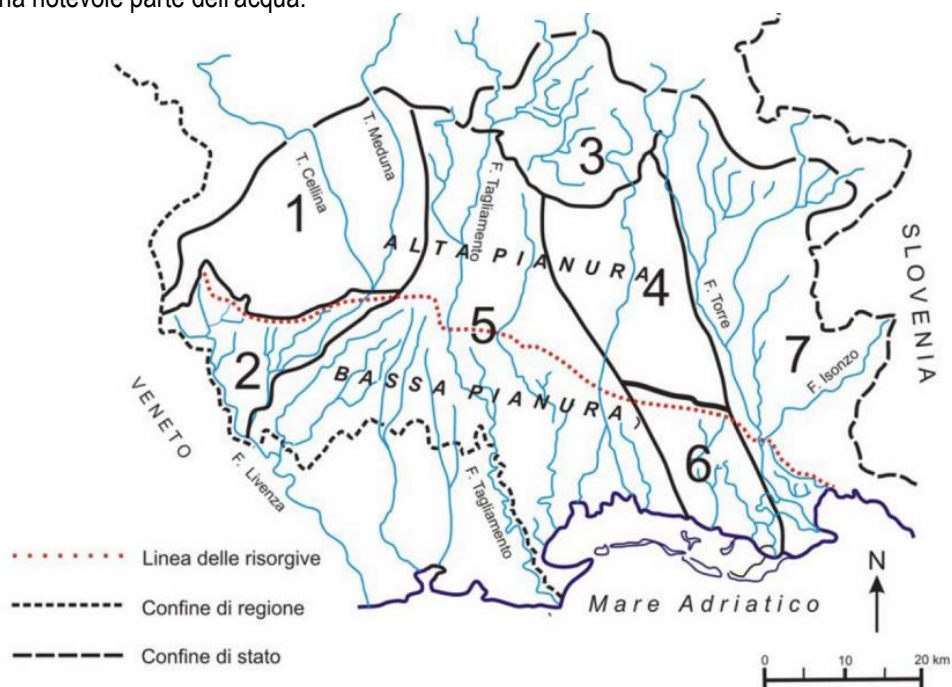 na notevole parte dell'acqua.
T. Meduna
T. Cellina
F. Tagliamento
3
1
ALTA PIANURA
4
F. Torre
SLOVENIA
5
7
2
BASSA PIANURA
F. Isonzo
VENETO
6
F. Livenza
F. Tagliamento
Linea delle risorgive
Confine di regione
Mare Adriatico
N
Confine di stato
0 10 20 km